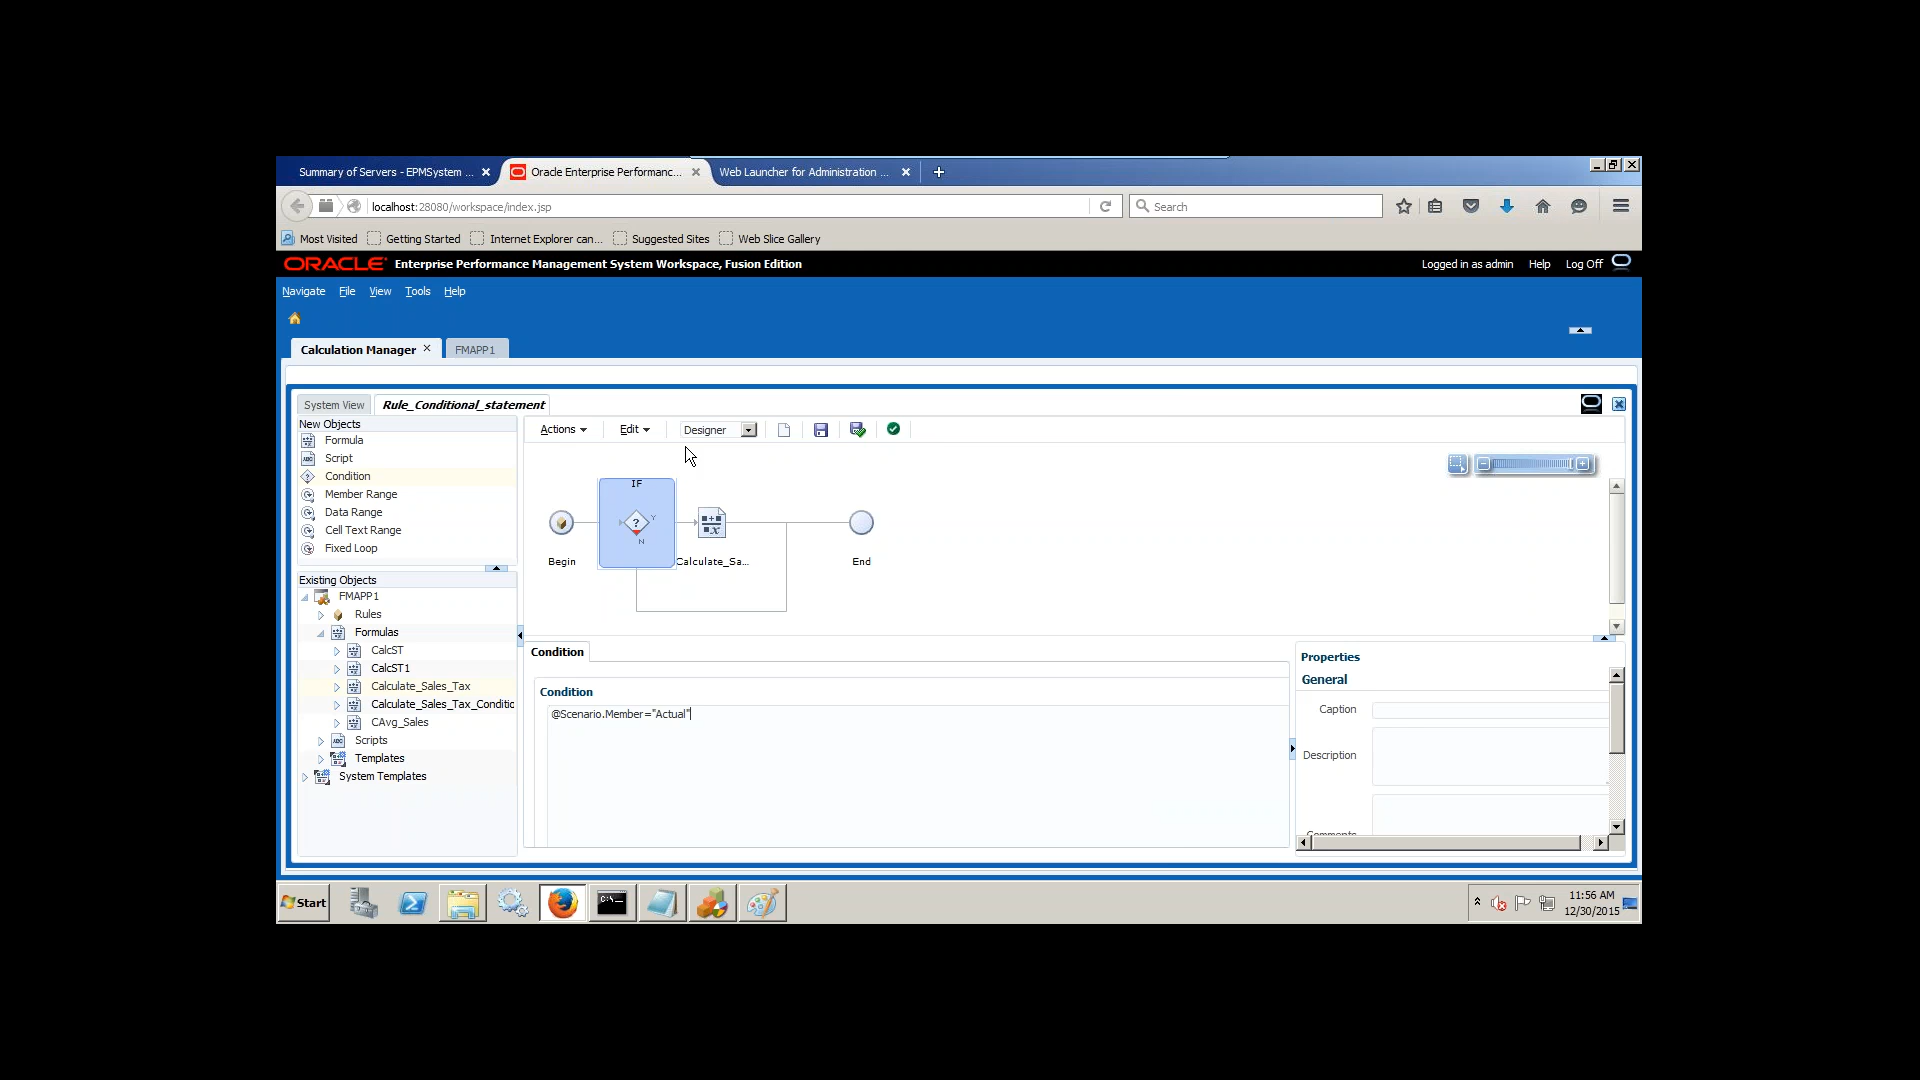 Summary of Servers - EPMSystem ...
Oracle Enterprise Performanc...
Web Launcher for Administration ...
localhost:28080/workspace/index.jsp
Search
Most Visited
Getting Started
Internet Explorer can...
Suggested Sites
Web Slice Gallery
ORACLE Enterprise Performance Management System Workspace, Fusion Edition
Logged in as admin
Help
Log Off
Navigate
File
View
Tools
Help
Calculation Manager
FMAPP1
System View
Rule_Conditional_statement
New Objects
Formula
Script
Condition
Member Range
Data Range
Cell Text Range
Fixed Loop
Actions
Edit
Designer
IF
?
Y
N
Begin
Calculate_Sa...
End
Existing Objects
FMAPP1
Rules
Formulas
CalcST
CalcST1
Calculate_Sales_Tax
Calculate_Sales_Tax_Conditio
CAvg_Sales
Scripts
Templates
System Templates
Condition
Condition
@Scenario.Member="Actual"
Properties
General
Caption
Description
Start
11:56 AM
12/30/2015